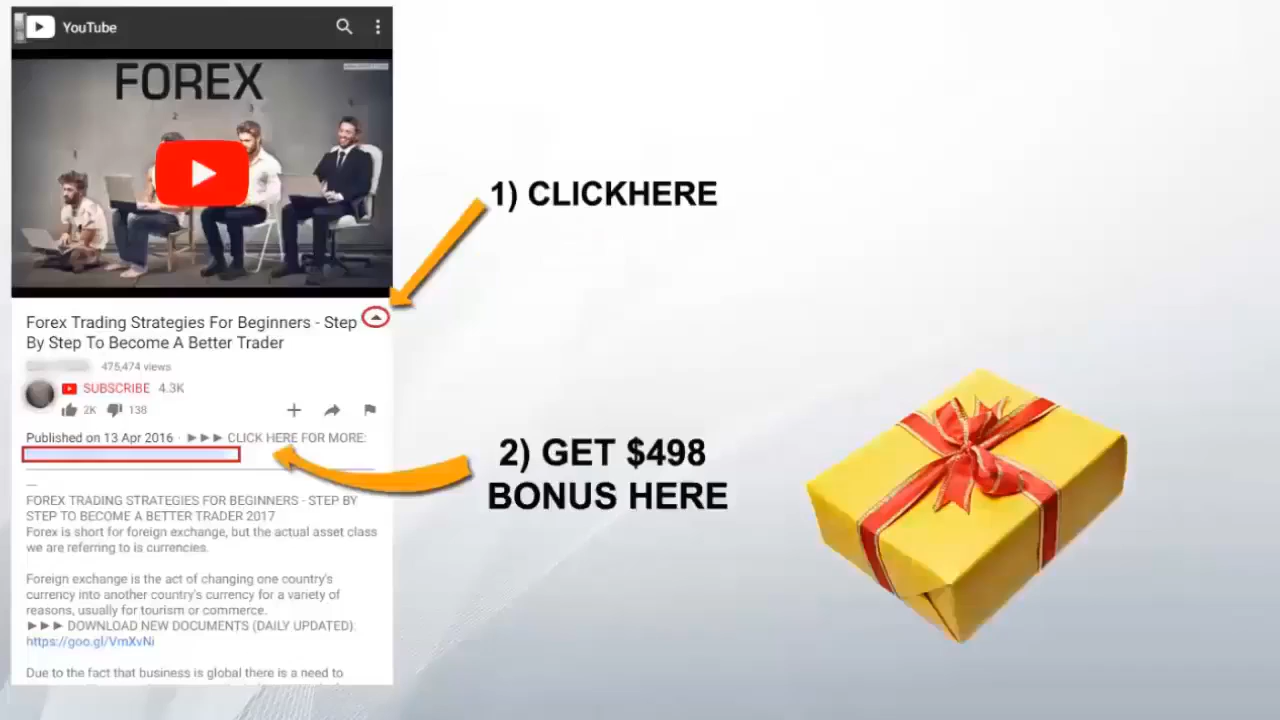 YouTube
FOREX
1
2
3
4
Forex Trading Strategies For Beginners - Step
By Step To Become A Better Trader
475,474 views
SUBSCRIBE 4.3K
2K 138
Published on 13 Apr 2016 · ►►► CLICK HERE FOR MORE:
—
FOREX TRADING STRATEGIES FOR BEGINNERS - STEP BY
STEP TO BECOME A BETTER TRADER 2017
Forex is short for foreign exchange, but the actual asset class
we are referring to is currencies.
Foreign exchange is the act of changing one country's
currency into another country's currency for a variety of
reasons, usually for tourism or commerce.
►►► DOWNLOAD NEW DOCUMENTS (DAILY UPDATED):
https://goo.gl/VmXvNi
Due to the fact that business is global there is a need to
1) CLICKHERE
2) GET $498
BONUS HERE